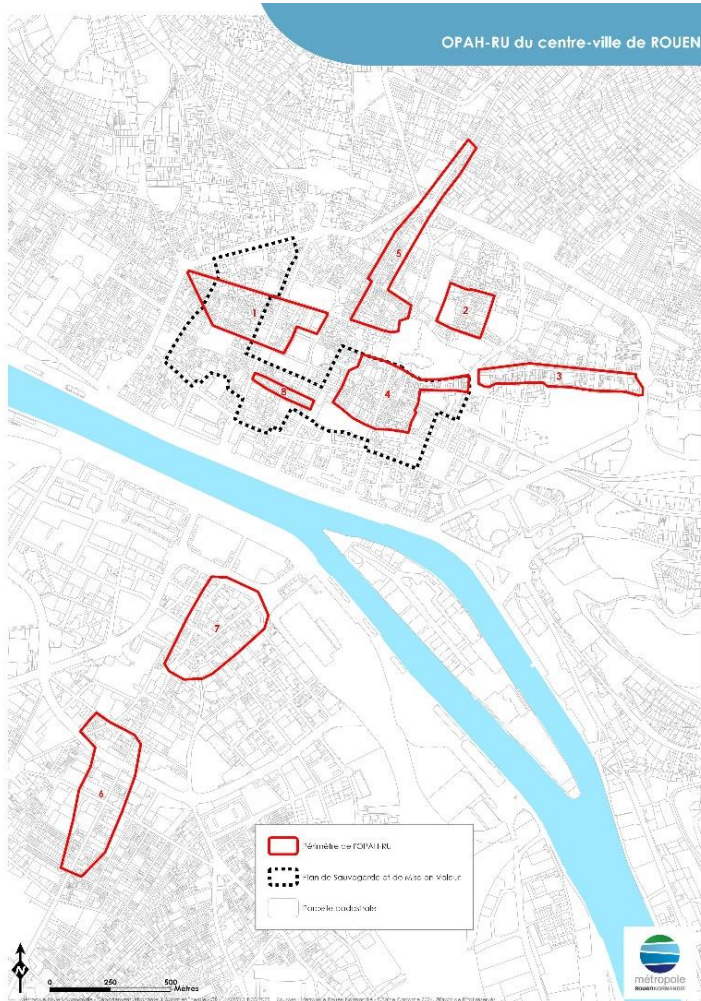 OPAH-RU du centre-ville de ROUEN
5
2
1
3
4
8
7
6
Périmètre de l'OPAH-RU
Plan de Sauvegarde et de Mise en Valeur
Parcelle cadastrale
N
0 250 500
Mètres
métropole
ROUENNORMANDIE